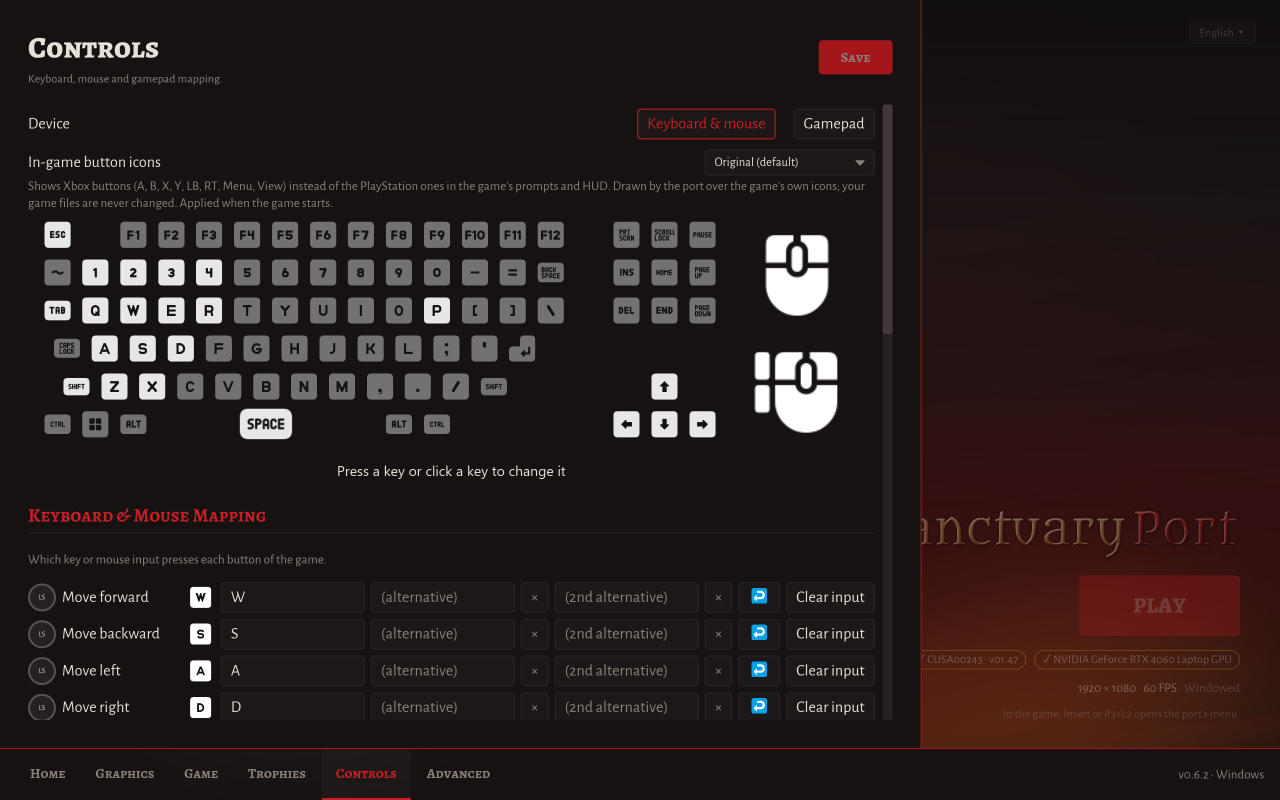 Controls
Save
Keyboard, mouse and gamepad mapping.
English ▾
Device
Keyboard & mouse
Gamepad
In-game button icons
Original (default)
Shows Xbox buttons (A, B, X, Y, LB, RT, Menu, View) instead of the PlayStation ones in the game's prompts and HUD. Drawn by the port over the game's own icons; your
game files are never changed. Applied when the game starts.
ESC F1 F2 F3 F4 F5 F6 F7 F8 F9 F10 F11 F12 PRT SCRN SCROLL LOCK PAUSE
~ 1 2 3 4 5 6 7 8 9 0 - = BACK SPACE INS HOME PAGE UP
TAB Q W E R T Y U I O P [ ] \ DEL END PAGE DOWN
CAPS LOCK A S D F G H J K L ; '
SHIFT Z X C V B N M , . / SHIFT ↑
CTRL ALT SPACE ALT CTRL ← ↓ →
Press a key or click a key to change it
Keyboard & Mouse Mapping
Which key or mouse input presses each button of the game.
LS Move forward W W (alternative) × (2nd alternative) × Clear input
LS Move backward S S (alternative) × (2nd alternative) × Clear input
LS Move left A A (alternative) × (2nd alternative) × Clear input
LS Move right D D (alternative) × (2nd alternative) × Clear input
anctuary Port
PLAY
✓ CUSA00243 · v01.47
✓ NVIDIA GeForce RTX 4060 Laptop GPU
1920 × 1080 · 60 FPS · Windowed
In the game: Insert or R3+L2 opens the port's menu.
Home Graphics Game Trophies Controls Advanced
v0.6.2 · Windows